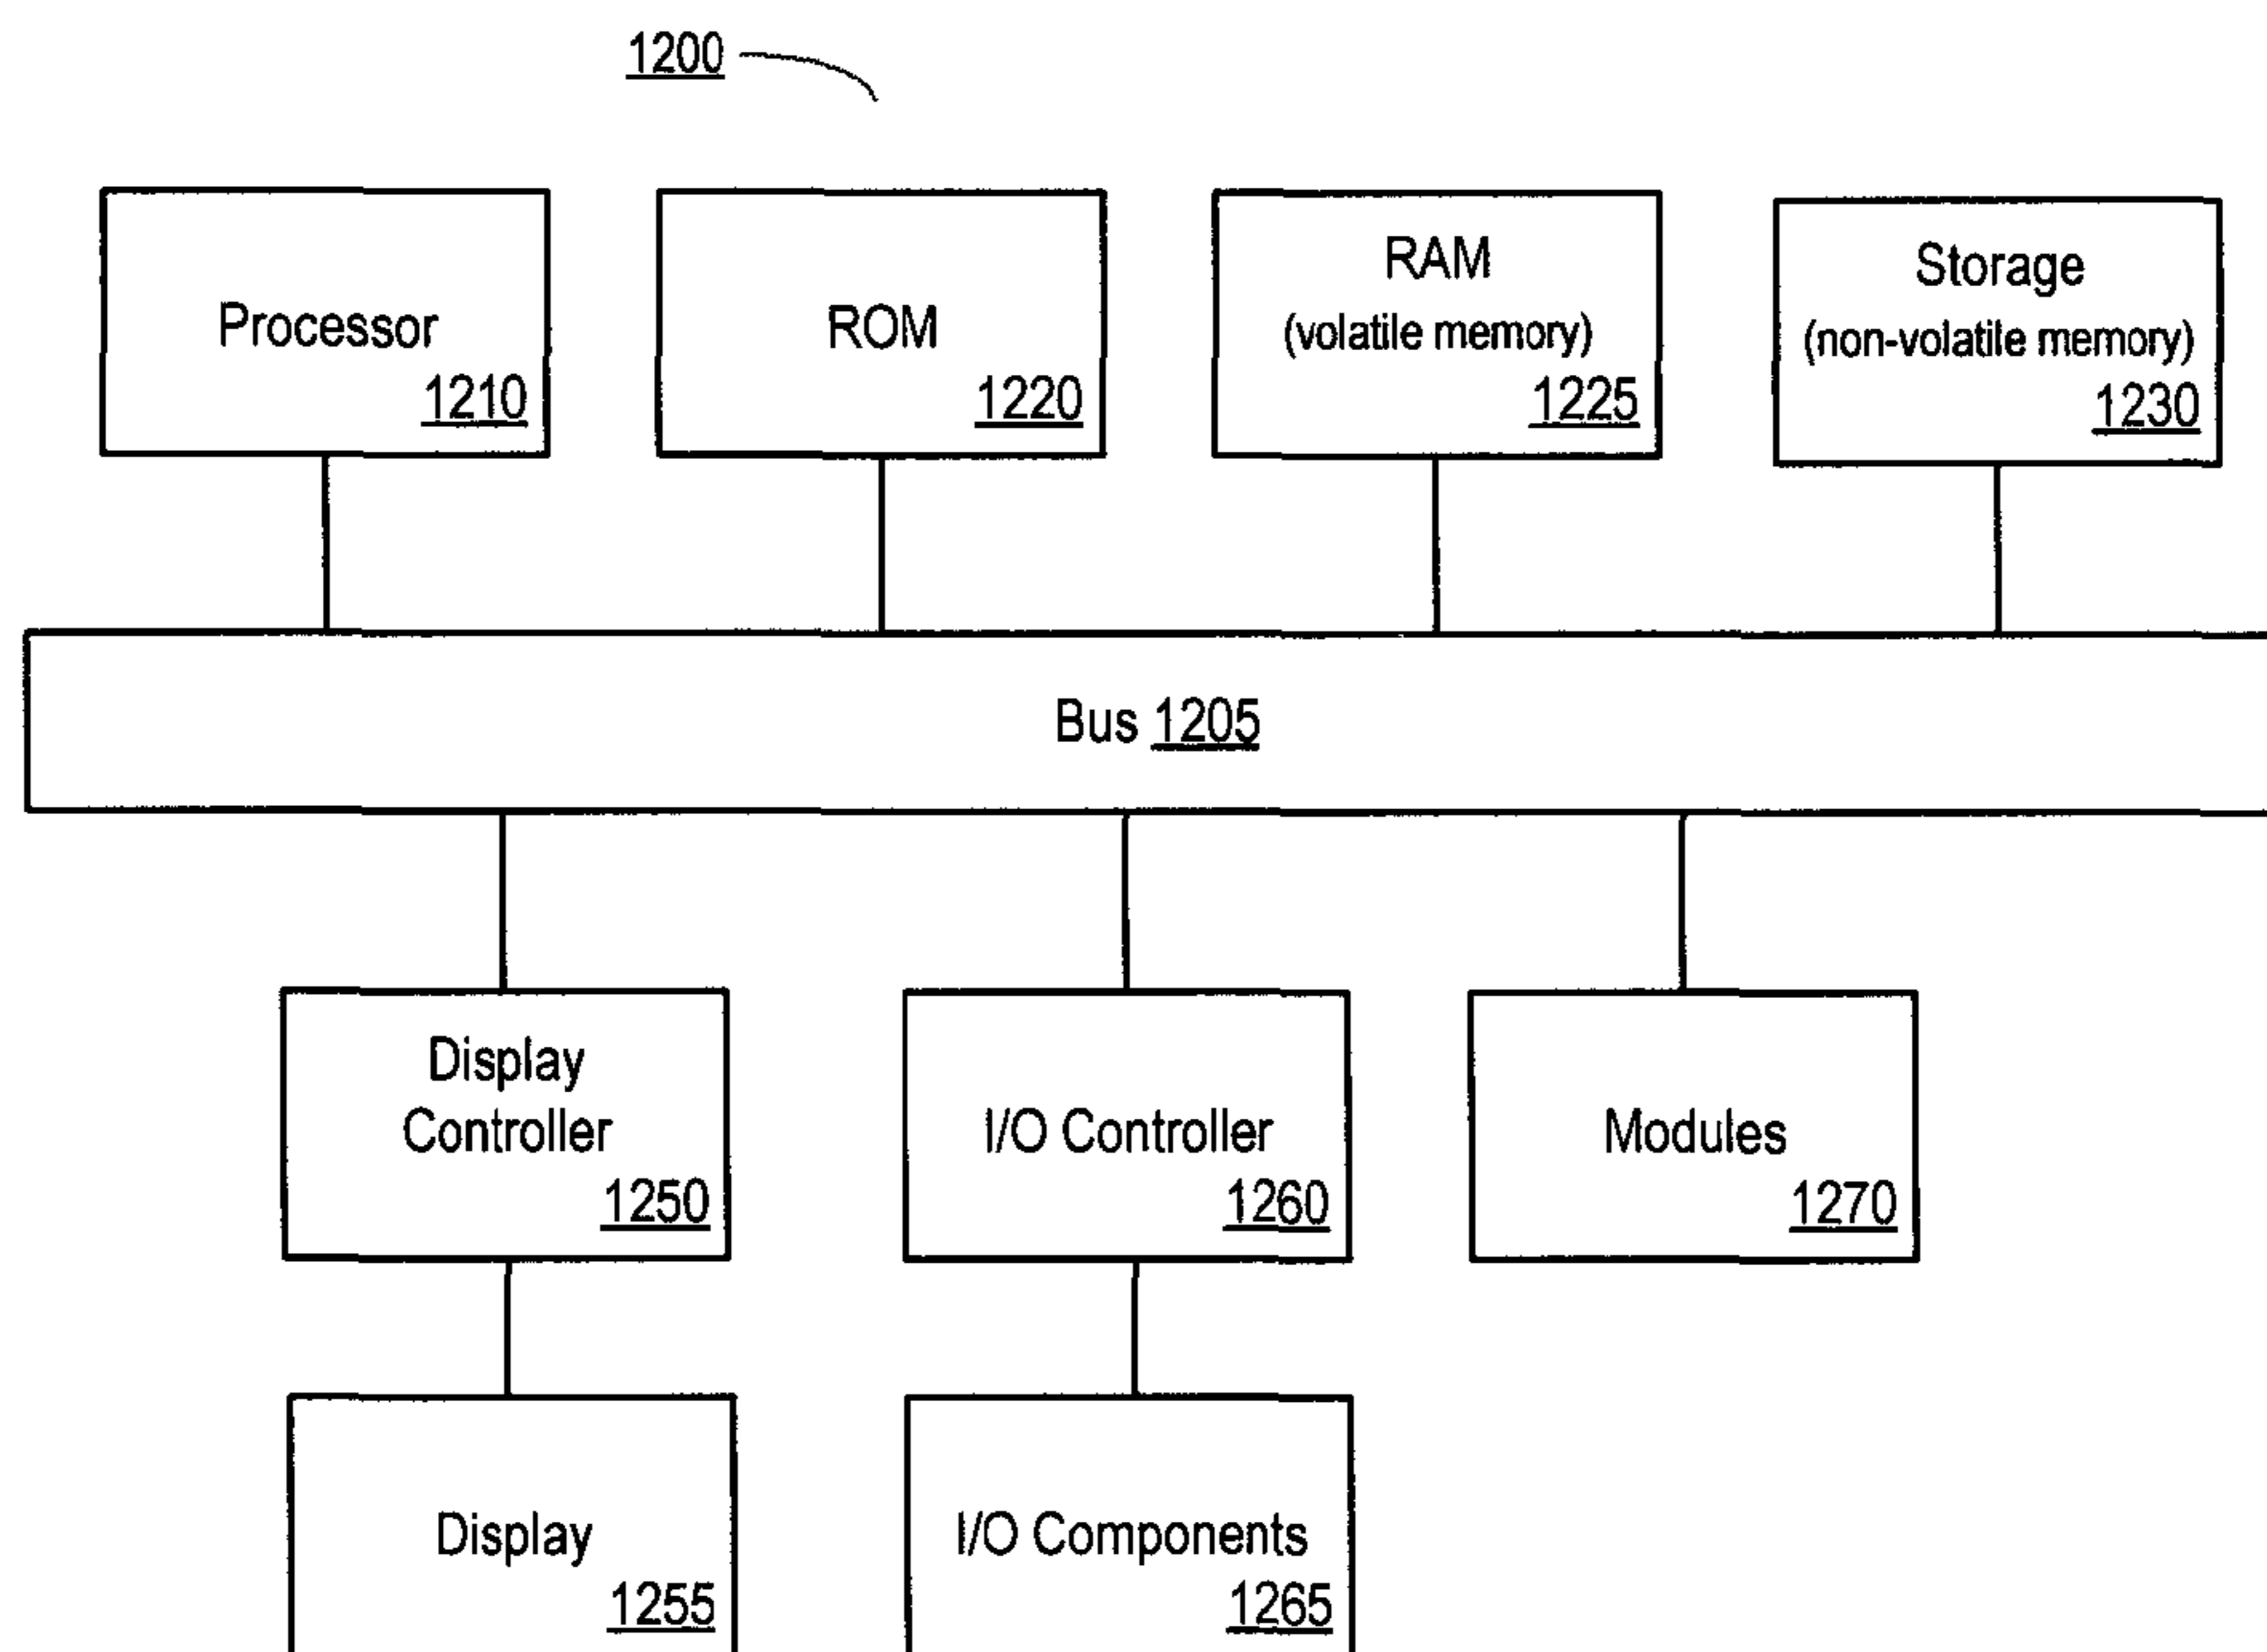 1200
Processor
1210
ROM
1220
RAM
(volatile memory)
1225
Storage
(non-volatile memory)
1230
Bus 1205
Display
Controller
1250
I/O Controller
1260
Modules
1270
Display
1255
I/O Components
1265